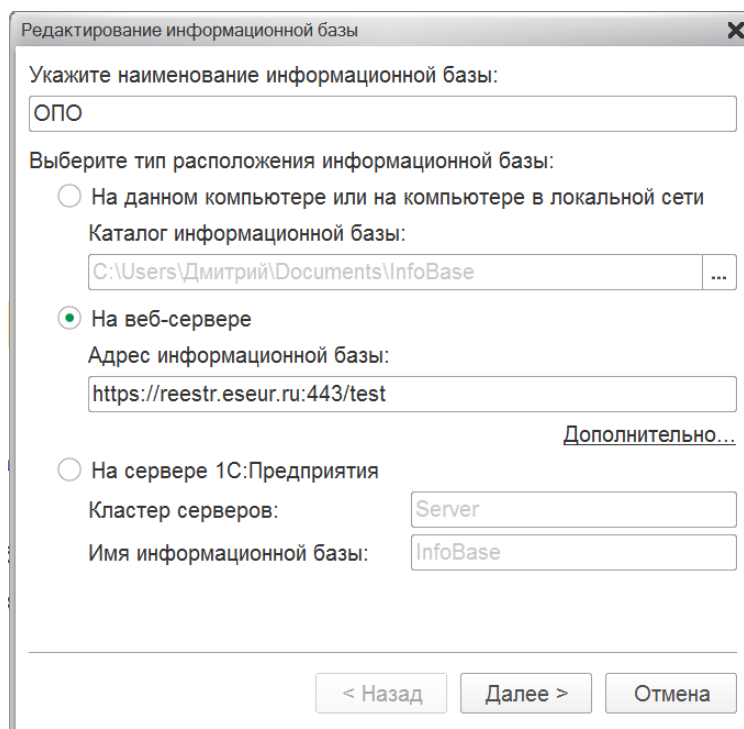 Редактирование информационной базы
Укажите наименование информационной базы:
ОПО
Выберите тип расположения информационной базы:
На данном компьютере или на компьютере в локальной сети
Каталог информационной базы:
C:\Users\Дмитрий\Documents\InfoBase
...
На веб-сервере
Адрес информационной базы:
https://reestr.eseur.ru:443/test
Дополнительно...
На сервере 1С:Предприятия
Кластер серверов:
Server
Имя информационной базы:
InfoBase
< Назад
Далее >
Отмена